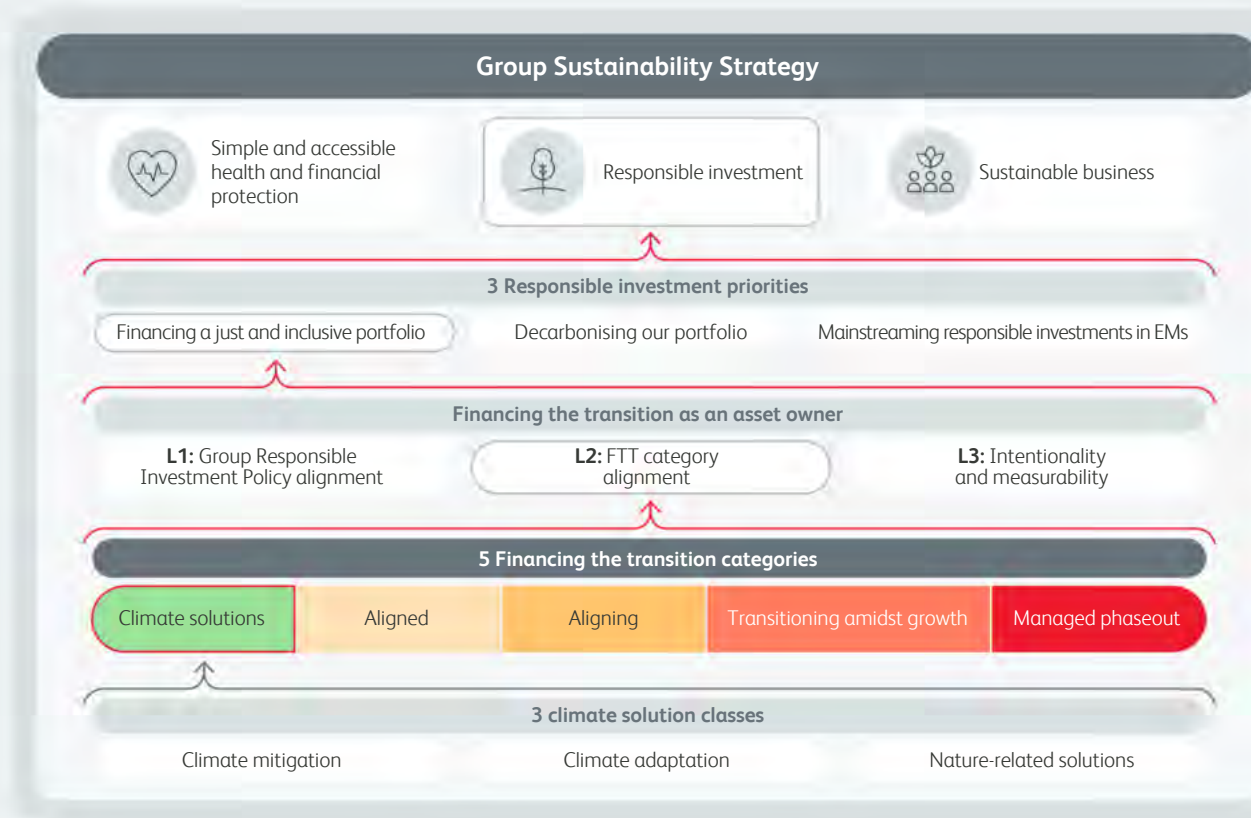 Group Sustainability Strategy
Simple and accessible
health and financial
protection
Responsible investment
Sustainable business
3 Responsible investment priorities
Financing a just and inclusive portfolio
Decarbonising our portfolio
Mainstreaming responsible investments in EMs
Financing the transition as an asset owner
L1: Group Responsible
Investment Policy alignment
L2: FTT category
alignment
L3: Intentionality
and measurability
5 Financing the transition categories
Climate solutions
Aligned
Aligning
Transitioning amidst growth
Managed phaseout
3 climate solution classes
Climate mitigation
Climate adaptation
Nature-related solutions